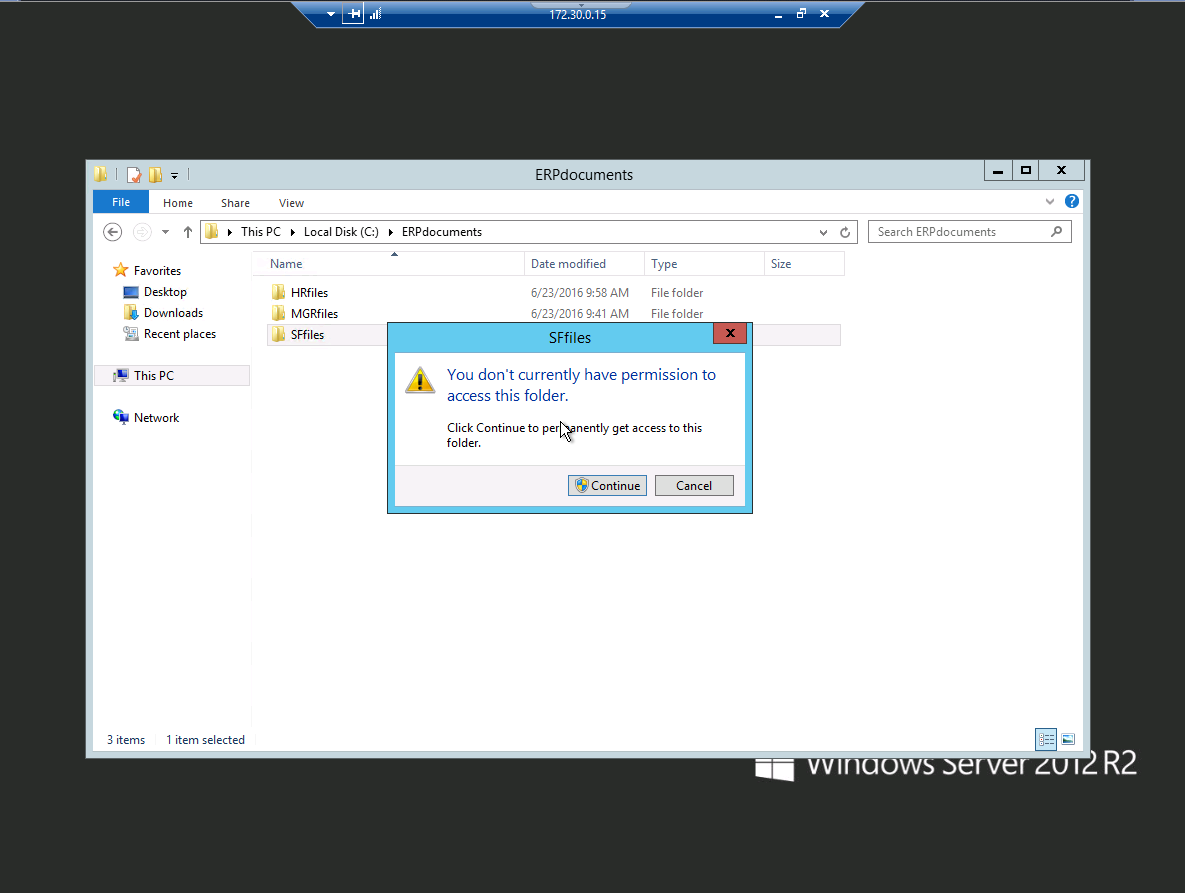 172.30.0.15
ERPdocuments
File Home Share View
This PC Local Disk (C:) ERPdocuments
Search ERPdocuments
Name Date modified Type Size
Favorites
Desktop
Downloads
Recent places
This PC
Network
HRfiles 6/23/2016 9:58 AM File folder
MGRfiles 6/23/2016 9:41 AM File folder
SFfiles
SFfiles
You don't currently have permission to
access this folder.
Click Continue to permanently get access to this
folder.
Continue Cancel
3 items 1 item selected
Windows Server 2012 R2